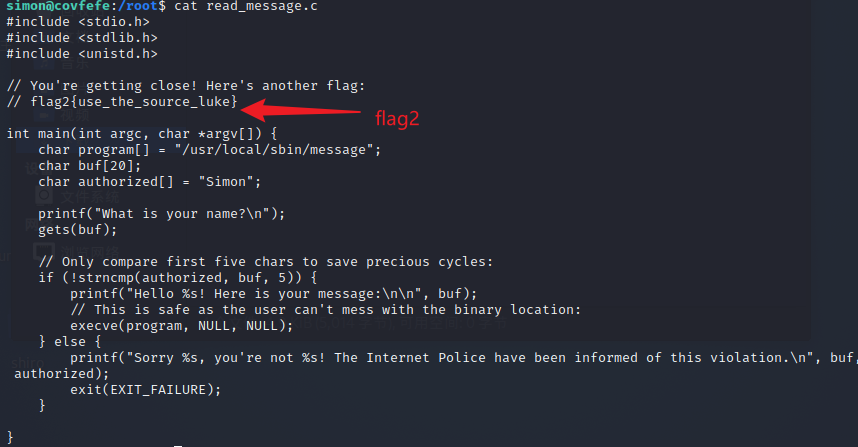 simon@covfefe:/root$ cat read_message.c
#include <stdio.h>
#include <stdlib.h>
#include <unistd.h>

// You're getting close! Here's another flag:
// flag2{use_the_source_luke}
flag2

int main(int argc, char *argv[]) {
    char program[] = "/usr/local/sbin/message";
    char buf[20];
    char authorized[] = "Simon";

    printf("What is your name?\n");
    gets(buf);

    // Only compare first five chars to save precious cycles:
    if (!strncmp(authorized, buf, 5)) {
        printf("Hello %s! Here is your message:\n\n", buf);
        // This is safe as the user can't mess with the binary location:
        execve(program, NULL, NULL);
    } else {
        printf("Sorry %s, you're not %s! The Internet Police have been informed of this violation.\n", buf,
 authorized);
        exit(EXIT_FAILURE);
    }

}